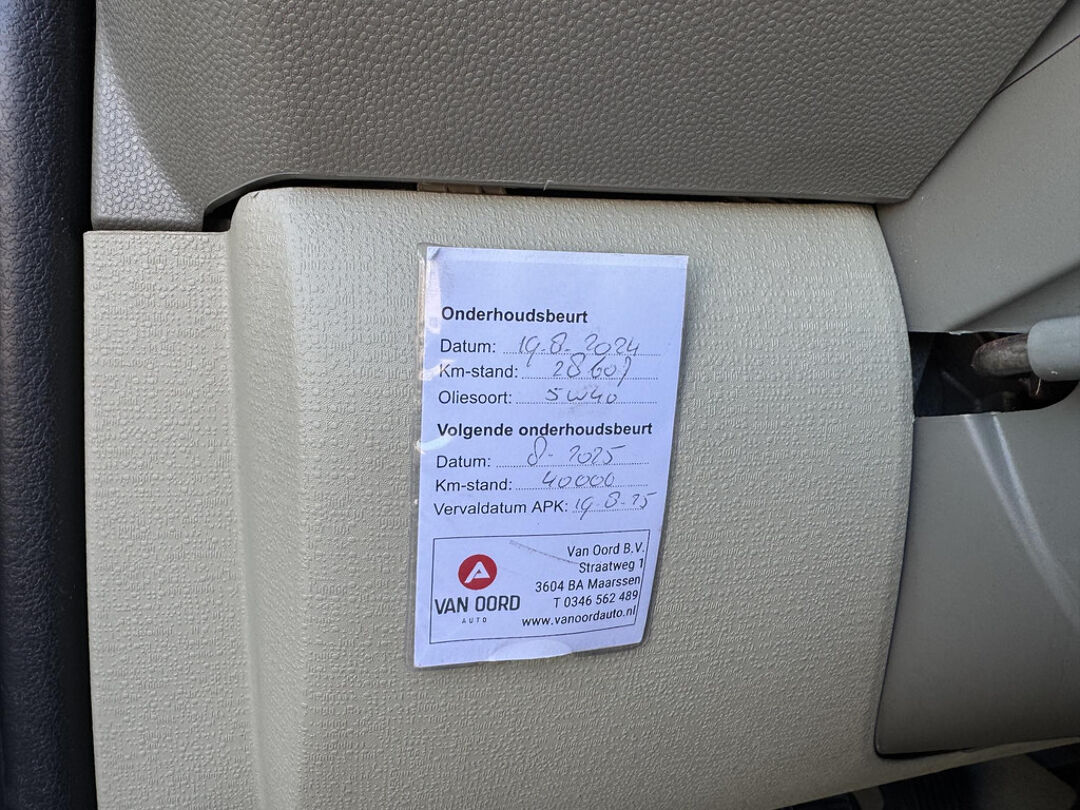 Onderhoudsbeurt
Datum: 19-8-2024
Km-stand: 28601
Oliesoort: 5W40
Volgende onderhoudsbeurt
Datum: 8-2025
Km-stand: 40000
Vervaldatum APK: 19-8-25
VAN OORD
AUTO
Van Oord B.V.
Straatweg 1
3604 BA Maarssen
T 0346 562 489
www.vanoordauto.nl